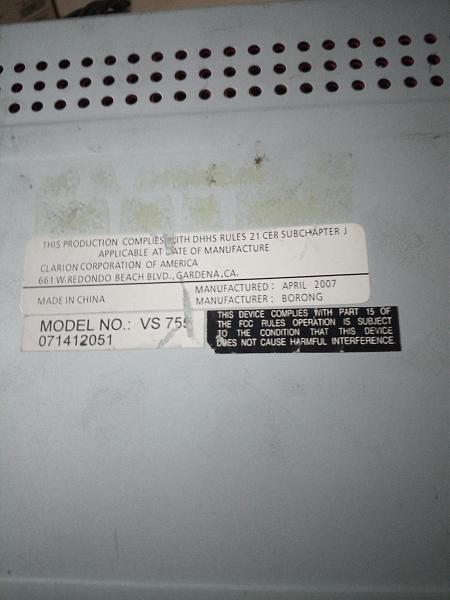 THIS PRODUCTION COMPLIES WITH DHHS RULES 21 CER SUBCHAPTER J
APPLICABLE AT DATE OF MANUFACTURE
CLARION CORPORATION OF AMERICA
661 W.REDONDO BEACH BLVD.,GARDENA,CA.
MANUFACTURED: APRIL 2007
MADE IN CHINA
MANUFACTURER: BORONG
MODEL NO.: VS 755
071412051
THIS DEVICE COMPLIES WITH PART 15 OF
THE FCC RULES OPERATION IS SUBJECT
TO THE CONDITION THAT THIS DEVICE
DOES NOT CAUSE HARMFUL INTERFERENCE.